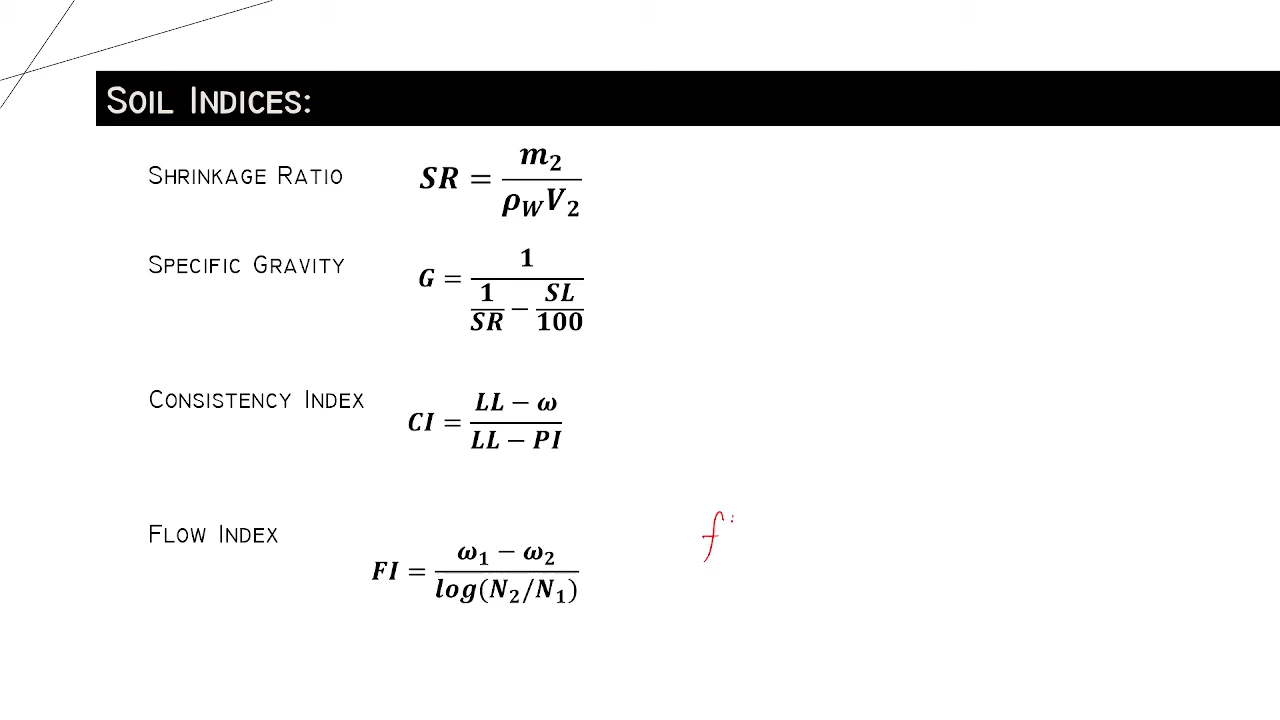 SOIL INDICES:
SHRINKAGE RATIO SR = m₂ / ρ_W V₂
SPECIFIC GRAVITY G = 1 / (1/SR − SL/100)
CONSISTENCY INDEX CI = (LL − ω) / (LL − PI)
FLOW INDEX FI = (ω₁ − ω₂) / log(N₂/N₁)
f